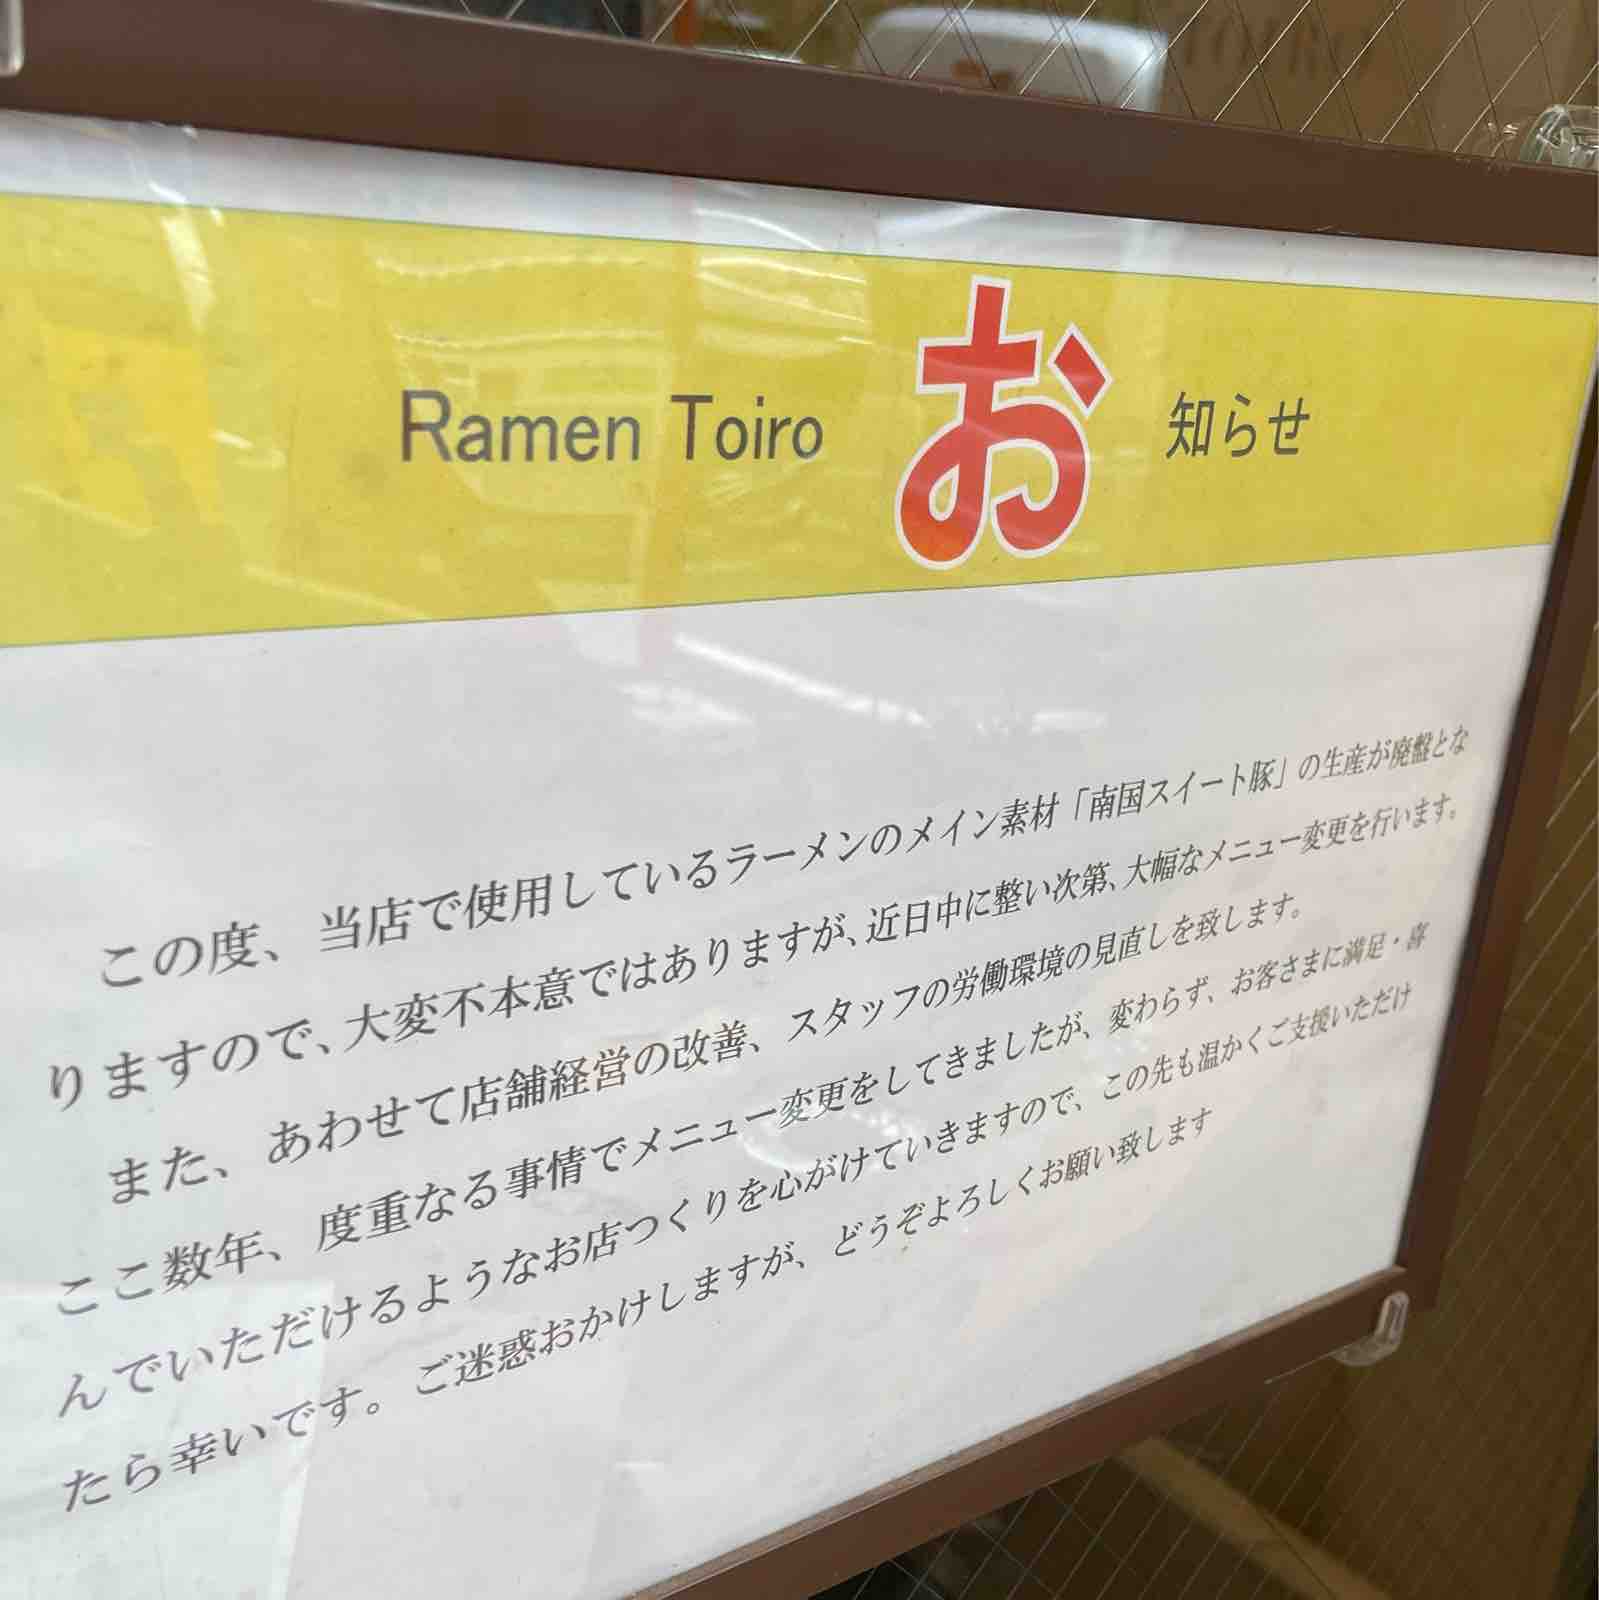 Ramen Toiro お知らせ
この度、当店で使用しているラーメンのメイン素材「南国スイート豚」の生産が廃盤とな
りますので、大変不本意ではありますが、近日中に整い次第、大幅なメニュー変更を行います。
また、あわせて店舗経営の改善、スタッフの労働環境の見直しを致します。
ここ数年、度重なる事情でメニュー変更をしてきましたが、変わらず、お客さまに満足・喜
んでいただけるようなお店つくりを心がけていきますので、この先も温かくご支援いただけ
たら幸いです。ご迷惑おかけしますが、どうぞよろしくお願い致します